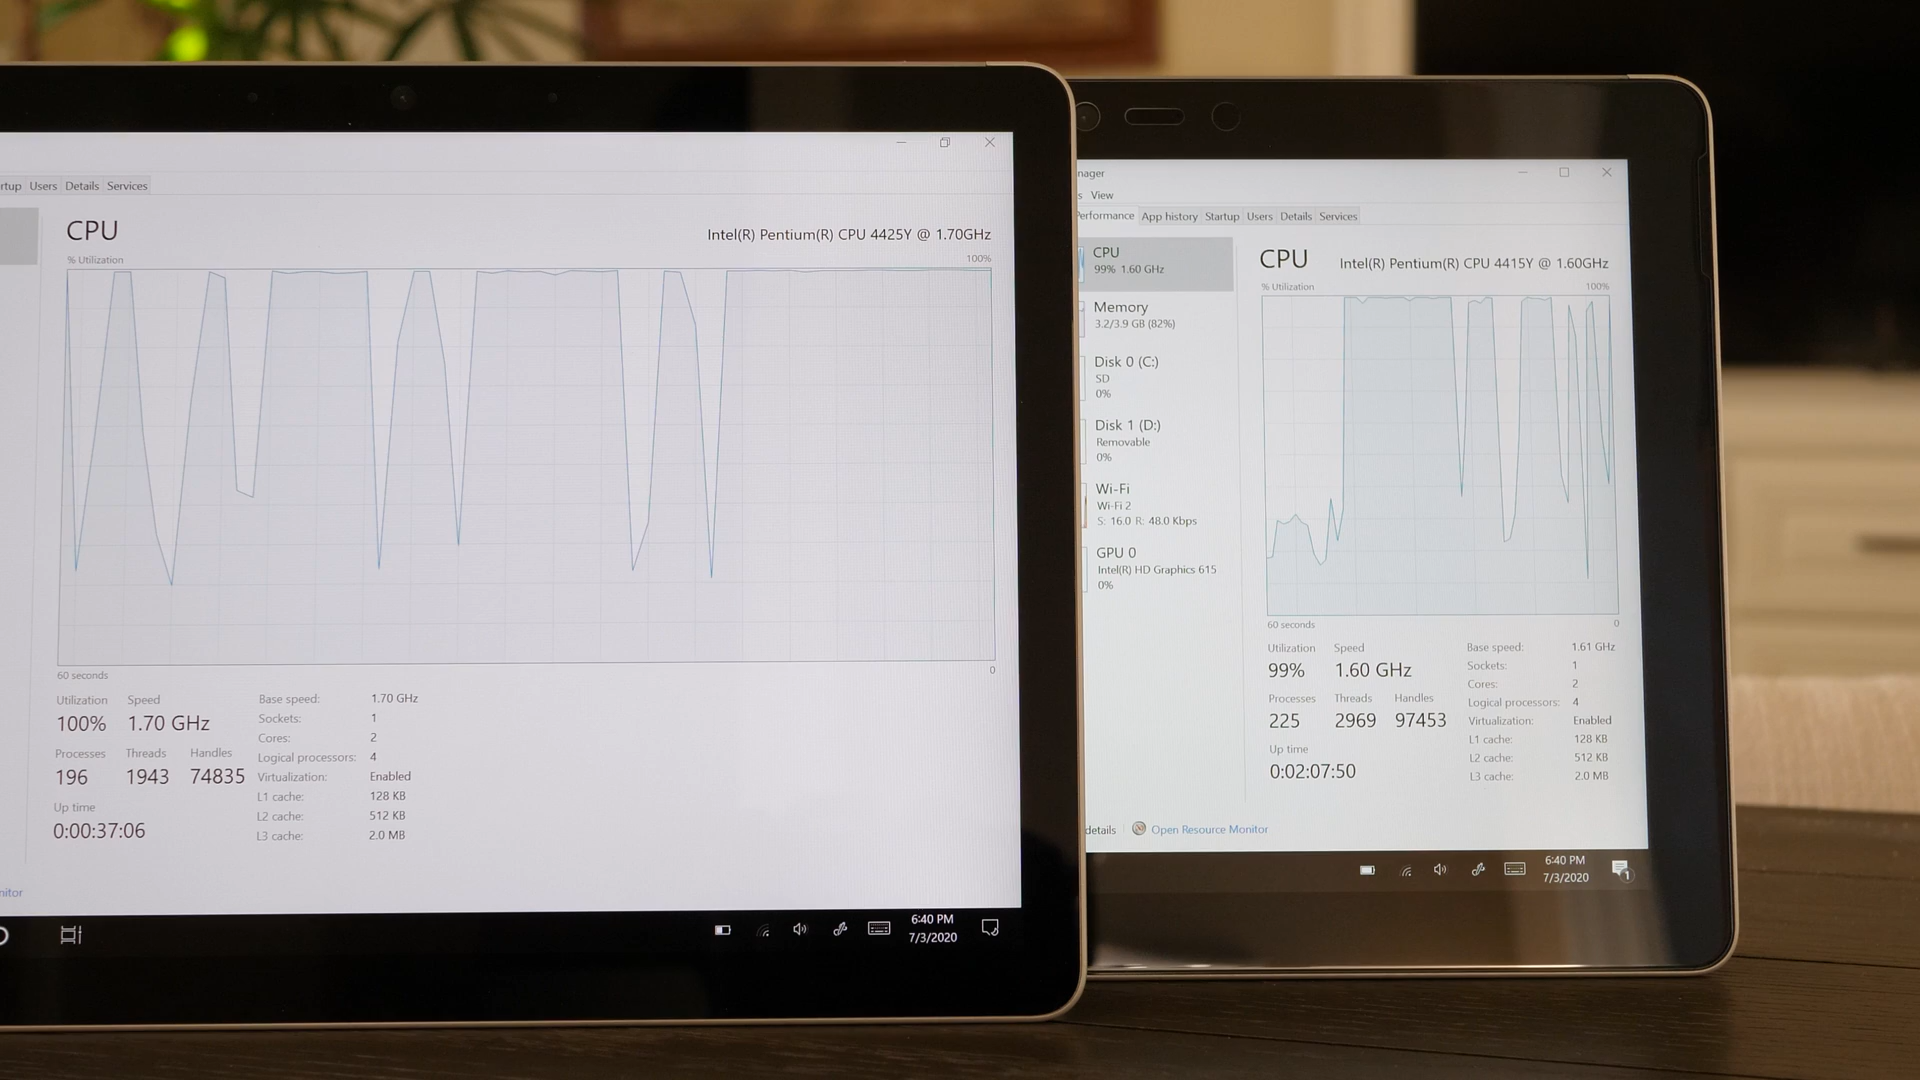 rtup Users Details Services
CPU
Intel(R) Pentium(R) CPU 4425Y @ 1.70GHz
% Utilization
100%
60 seconds
0
Utilization Speed
100% 1.70 GHz
Processes Threads Handles
196 1943 74835
Up time
0:00:37:06
Base speed: 1.70 GHz
Sockets: 1
Cores: 2
Logical processors: 4
Virtualization: Enabled
L1 cache: 128 KB
L2 cache: 512 KB
L3 cache: 2.0 MB
nitor
6:40 PM
7/3/2020
nager
s View
Performance App history Startup Users Details Services
CPU
99% 1.60 GHz
Memory
3.2/3.9 GB (82%)
Disk 0 (C:)
SD
0%
Disk 1 (D:)
Removable
0%
Wi-Fi
Wi-Fi 2
S: 16.0 R: 48.0 Kbps
GPU 0
Intel(R) HD Graphics 615
0%
CPU
Intel(R) Pentium(R) CPU 4415Y @ 1.60GHz
% Utilization
100%
60 seconds
0
Utilization Speed
99% 1.60 GHz
Processes Threads Handles
225 2969 97453
Up time
0:02:07:50
Base speed: 1.61 GHz
Sockets: 1
Cores: 2
Logical processors: 4
Virtualization: Enabled
L1 cache: 128 KB
L2 cache: 512 KB
L3 cache: 2.0 MB
details Open Resource Monitor
6:40 PM
7/3/2020
1